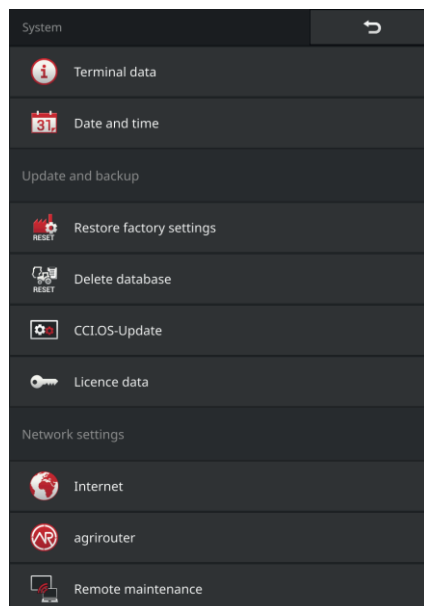 System
Terminal data
31
Date and time
Update and backup
RESET
Restore factory settings
RESET
Delete database
CCI.OS-Update
Licence data
Network settings
Internet
AR
agrirouter
Remote maintenance